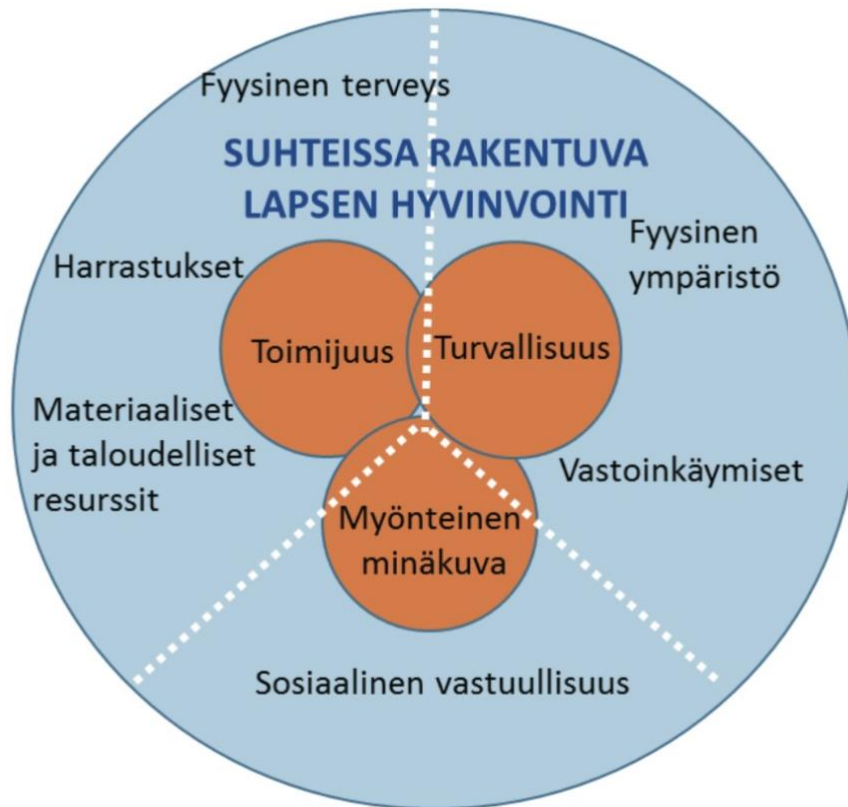 Fyysinen terveys
SUHTEISSA RAKENTUVA
LAPSEN HYVINVOINTI
Fyysinen
ympäristö
Harrastukset
Toimijuus
Turvallisuus
Materiaaliset
ja taloudelliset
resurssit
Vastoinkäymiset
Myönteinen
minäkuva
Sosiaalinen vastuullisuus